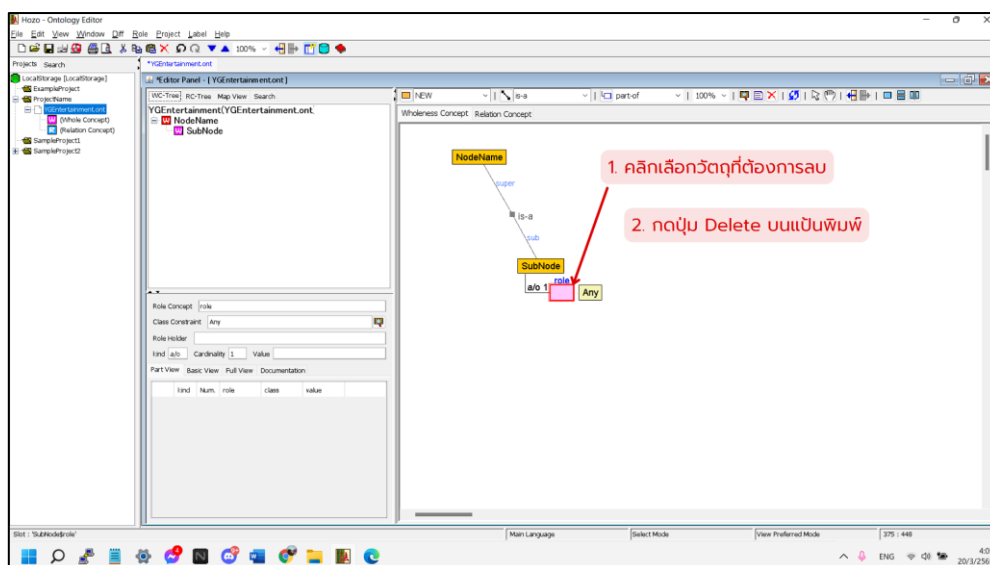 Hozo - Ontology Editor
File Edit View Window Diff Role Project Label Help
100%
Projects Search
*YGEntertainment.ont
LocalStorage [LocalStorage]
ExampleProject
ProjectName
YGEntertainment.ont
(Whole Concept)
(Relation Concept)
SampleProject1
SampleProject2
*Editor Panel - [ YGEntertainment.ont ]
WC-Tree RC-Tree Map View Search
YGEntertainment(YGEntertainment.ont,
W NodeName
W SubNode
NEW is-a part-of 100%
Wholeness Concept Relation Concept
NodeName
super
is-a
sub
SubNode
role
a/o 1
Any
1. คลิกเลือกวัตถุที่ต้องการลบ
2. กดปุ่ม Delete บนแป้นพิมพ์
Role Concept role
Class Constraint Any
Role Holder
kind a/o Cardinality 1 Value
Part View Basic View Full View Documentation
kind Num. role class value
Slot : 'SubNode$role'
Main Language
Select Mode
View Preferred Mode
375 : 448
ENG
4:0
20/3/256